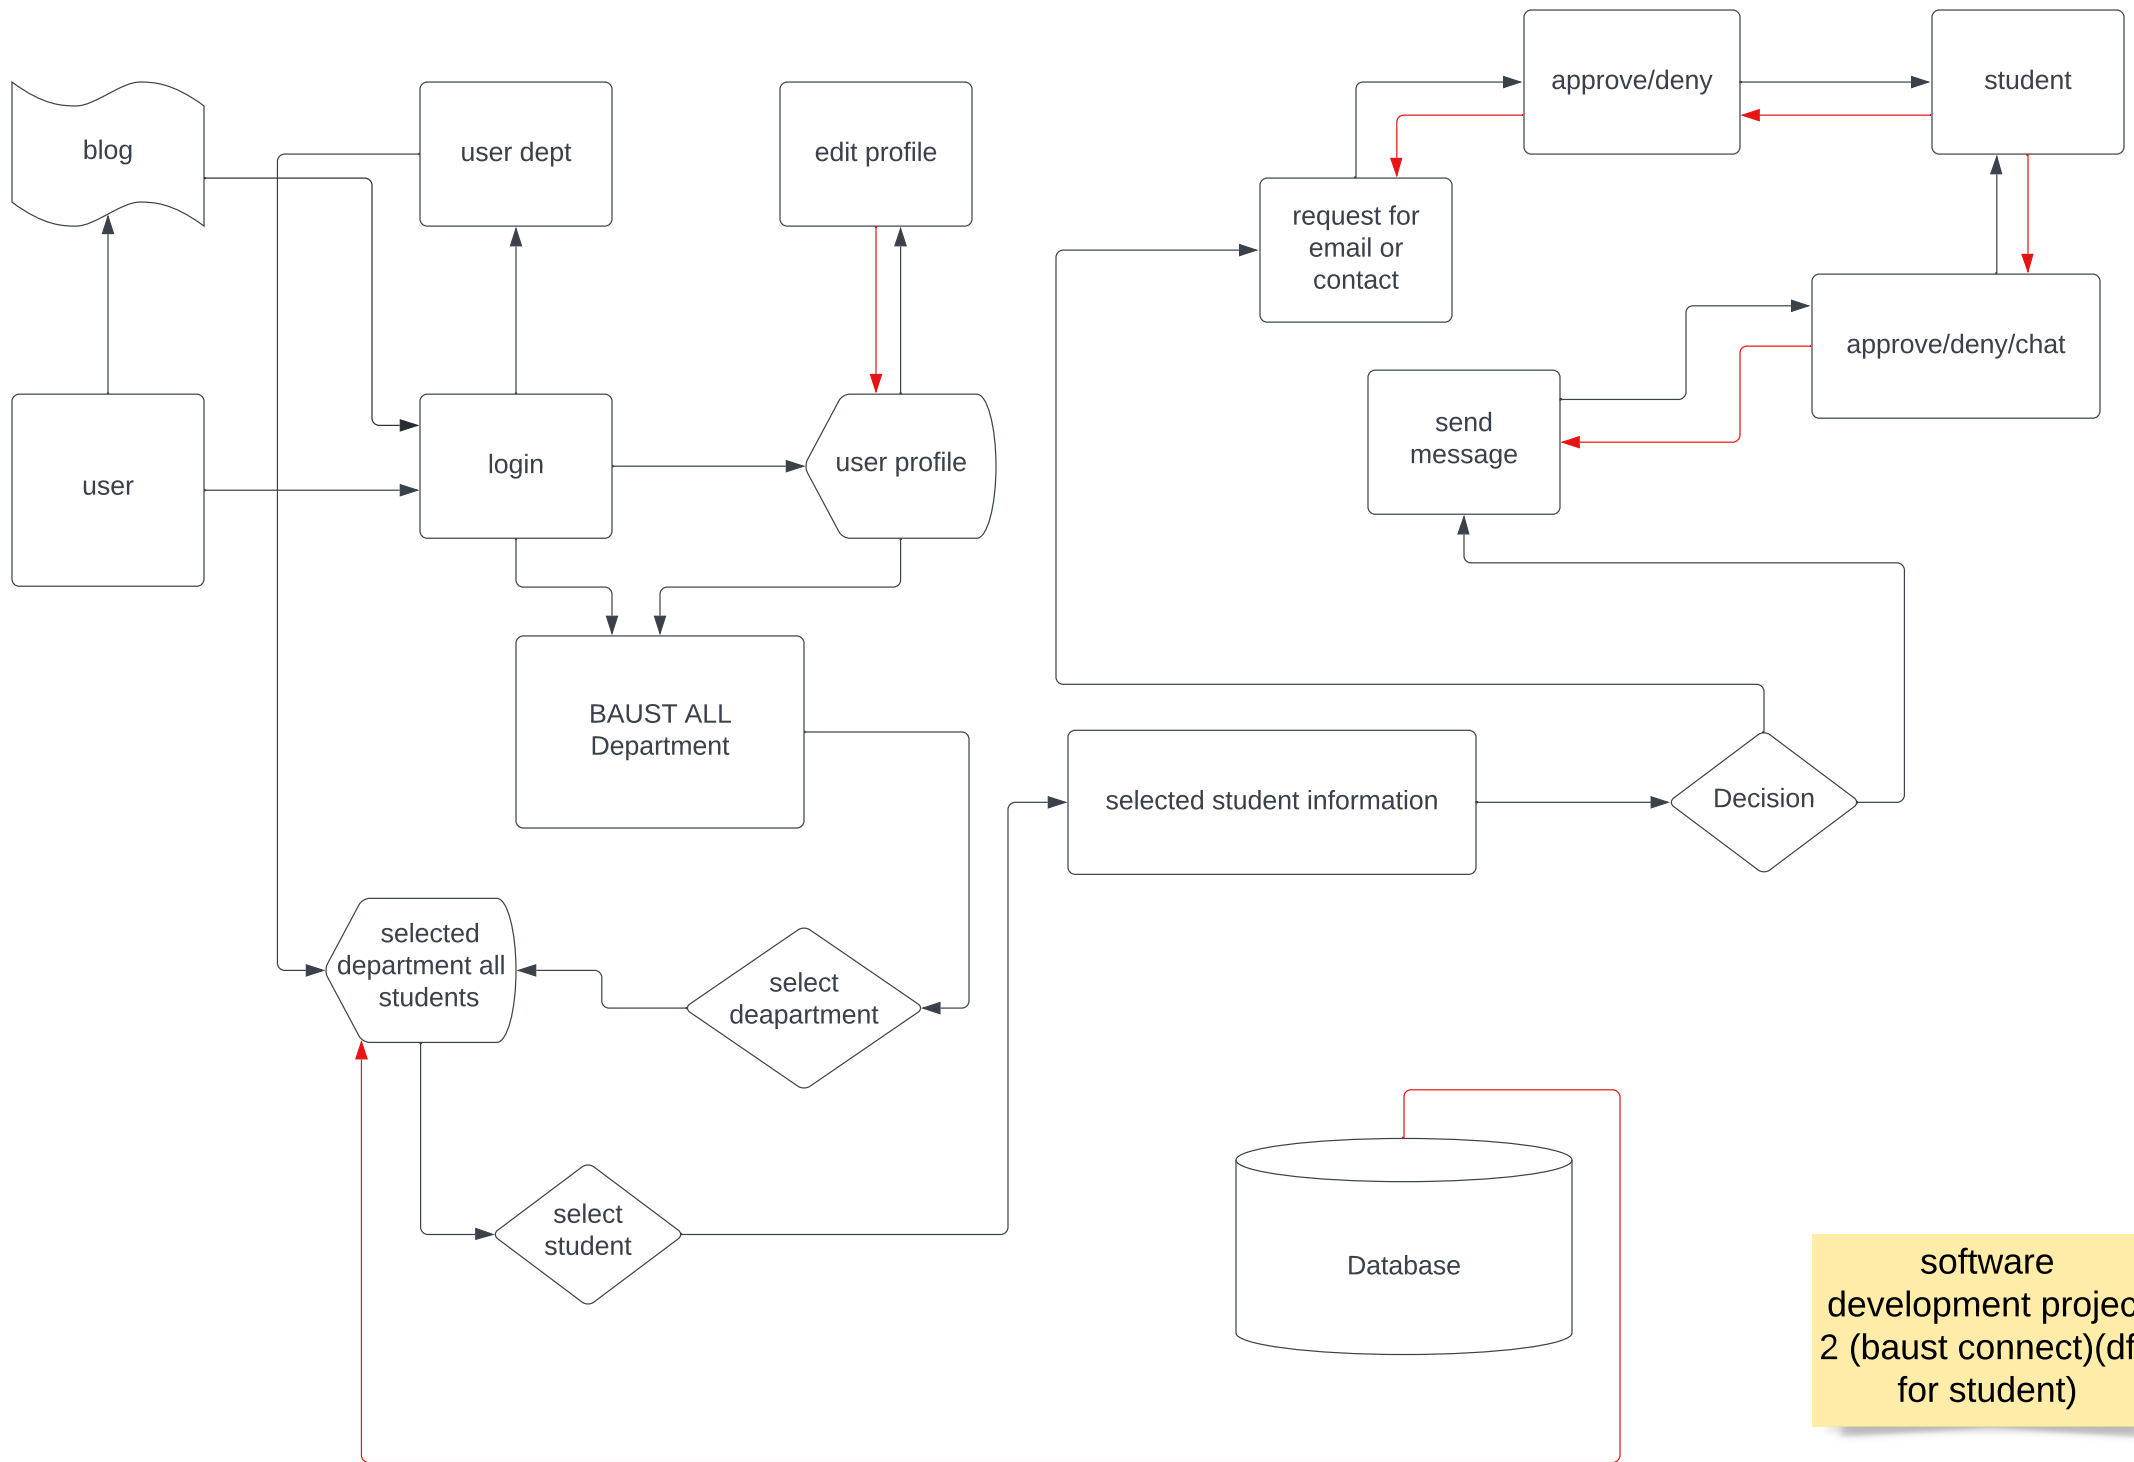 approve/deny
student
blog
user dept
edit profile
request for
email or
contact
approve/deny/chat
send
message
user
login
user profile
BAUST ALL
Department
selected student information
Decision
selected
department all
students
select
deapartment
select
student
Database
software
development projec
2 (baust connect)(df
for student)